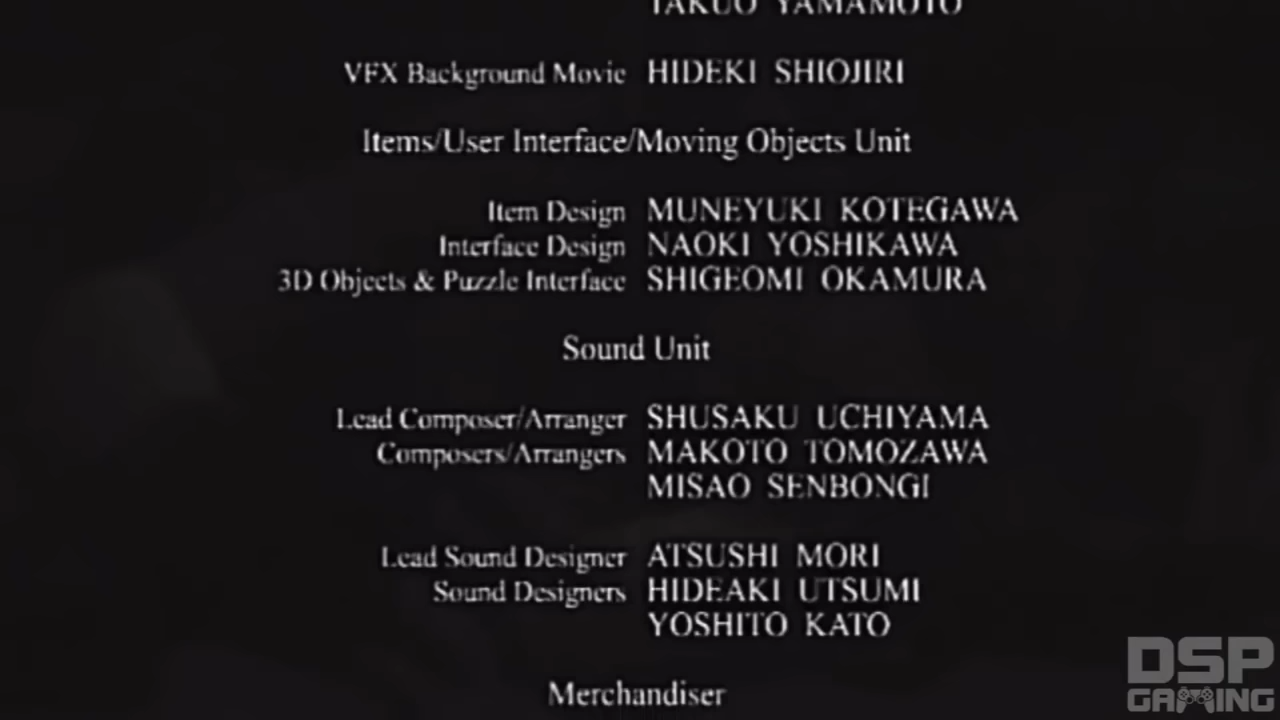 TAKUO YAMAMOTO
VFX Background Movie HIDEKI SHIOJIRI
Items/User Interface/Moving Objects Unit
Item Design MUNEYUKI KOTEGAWA
Interface Design NAOKI YOSHIKAWA
3D Objects & Puzzle Interface SHIGEOMI OKAMURA
Sound Unit
Lead Composer/Arranger SHUSAKU UCHIYAMA
Composers/Arrangers MAKOTO TOMOZAWA
MISAO SENBONGI
Lead Sound Designer ATSUSHI MORI
Sound Designers HIDEAKI UTSUMI
YOSHITO KATO
Merchandiser
DSP
GAMING